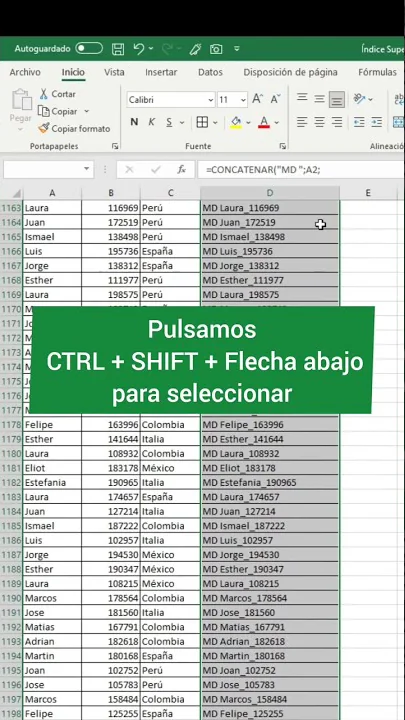 Autoguardado
Índice Supe
Archivo Inicio Vista Insertar Datos Disposición de página Fórmulas
Pegar
Cortar
Copiar
Copiar formato
Calibri 11
N K S
Portapapeles Fuente Alineació
=CONCATENAR("MD ";A2;
A B C D E
1163 Laura 116969 Perú MD Laura_116969
1164 Juan 172519 Perú MD Juan_172519
1165 Ismael 138498 Perú MD Ismael_138498
1166 Luis 195736 España MD Luis_195736
1167 Jorge 138312 España MD Jorge_138312
1168 Esther 111977 Perú MD Esther_111977
1169 Laura 198575 Perú MD Laura_198575
1170
Pulsamos
CTRL + SHIFT + Flecha abajo
para seleccionar
1178 Felipe 163996 Colombia MD Felipe_163996
1179 Esther 141644 Italia MD Esther_141644
1180 Laura 108932 Colombia MD Laura_108932
1181 Eliot 183178 México MD Eliot_183178
1182 Estefania 190965 Italia MD Estefania_190965
1183 Laura 174657 España MD Laura_174657
1184 Juan 127214 Italia MD Juan_127214
1185 Ismael 187222 Colombia MD Ismael_187222
1186 Luis 102957 Italia MD Luis_102957
1187 Jorge 194530 México MD Jorge_194530
1188 Esther 190347 México MD Esther_190347
1189 Laura 108215 México MD Laura_108215
1190 Marcos 178564 Colombia MD Marcos_178564
1191 Jose 181560 Italia MD Jose_181560
1192 Matias 167791 Colombia MD Matias_167791
1193 Adrian 182618 Colombia MD Adrian_182618
1194 Martin 180168 España MD Martin_180168
1195 Joan 102752 Perú MD Joan_102752
1196 Jose 105783 Perú MD Jose_105783
1197 Marcos 158484 Colombia MD Marcos_158484
1198 Felipe 125255 España MD Felipe_125255